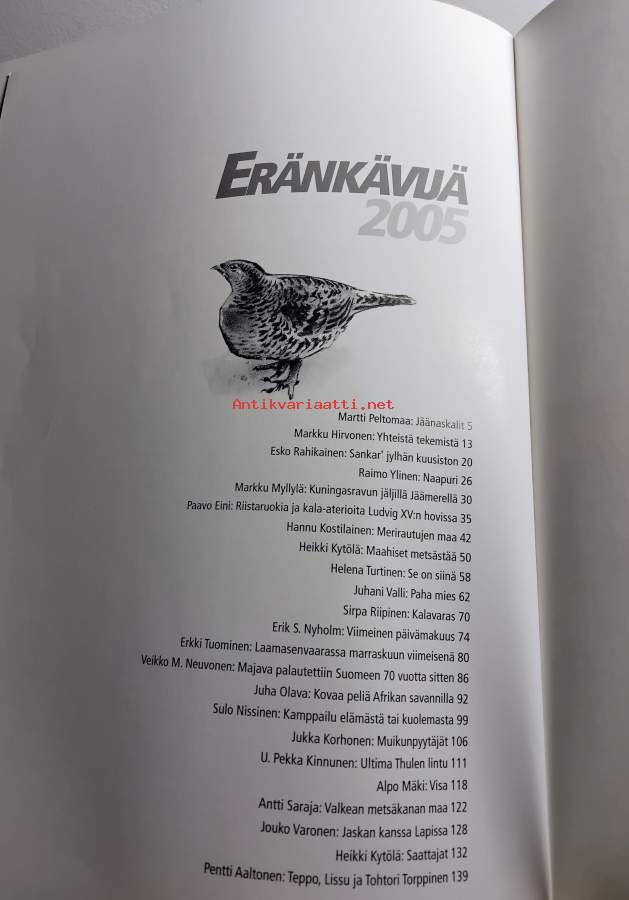 ERÄNKÄVIJÄ
2005
Antikvariaatti.net
Martti Peltomaa: Jäänaskalit 5
Markku Hirvonen: Yhteistä tekemistä 13
Esko Rahikainen: Sankar' jylhän kuusiston 20
Raimo Ylinen: Naapuri 26
Markku Myllylä: Kuningasravun jäljillä Jäämerellä 30
Paavo Eini: Riistaruokia ja kala-aterioita Ludvig XV:n hovissa 35
Hannu Kostilainen: Merirautujen maa 42
Heikki Kytölä: Maahiset metsästää 50
Helena Turtinen: Se on siinä 58
Juhani Valli: Paha mies 62
Sirpa Riipinen: Kalavaras 70
Erik S. Nyholm: Viimeinen päivämakuus 74
Erkki Tuominen: Laamasenvaarassa marraskuun viimeisenä 80
Veikko M. Neuvonen: Majava palautettiin Suomeen 70 vuotta sitten 86
Juha Olava: Kovaa peliä Afrikan savannilla 92
Sulo Nissinen: Kamppailu elämästä tai kuolemasta 99
Jukka Korhonen: Muikunpyytäjät 106
U. Pekka Kinnunen: Ultima Thulen lintu 111
Alpo Mäki: Visa 118
Antti Saraja: Valkean metsäkanan maa 122
Jouko Varonen: Jaskan kanssa Lapissa 128
Heikki Kytölä: Saattajat 132
Pentti Aaltonen: Teppo, Lissu ja Tohtori Torppinen 139